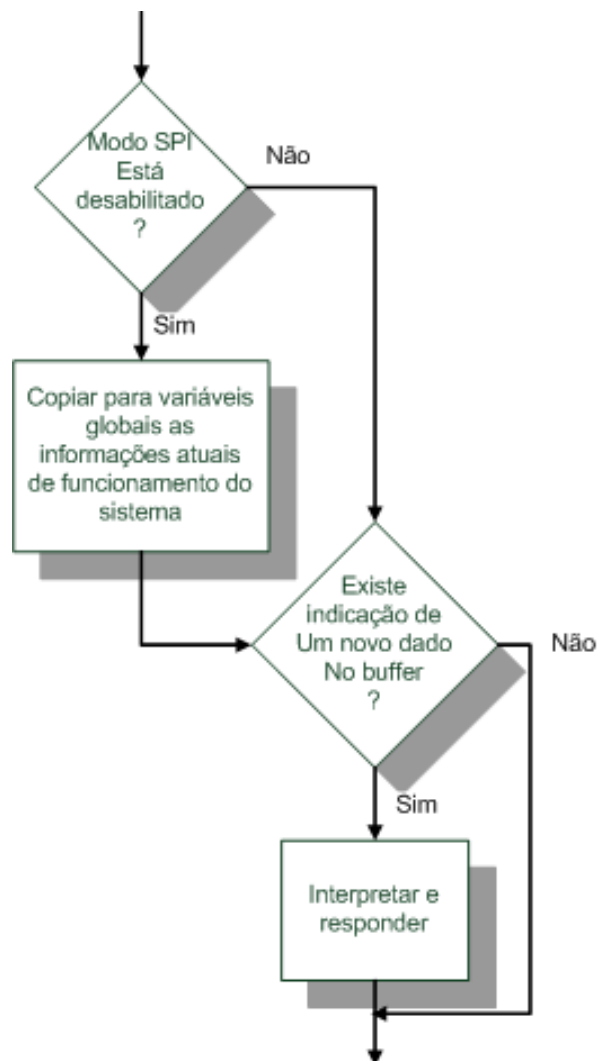 Modo SPI
Está
desabilitado
?
Não
Sim
Copiar para variáveis
globais as
informações atuais
de funcionamento do
sistema
Existe
indicação de
Um novo dado
No buffer
?
Não
Sim
Interpretar e
responder